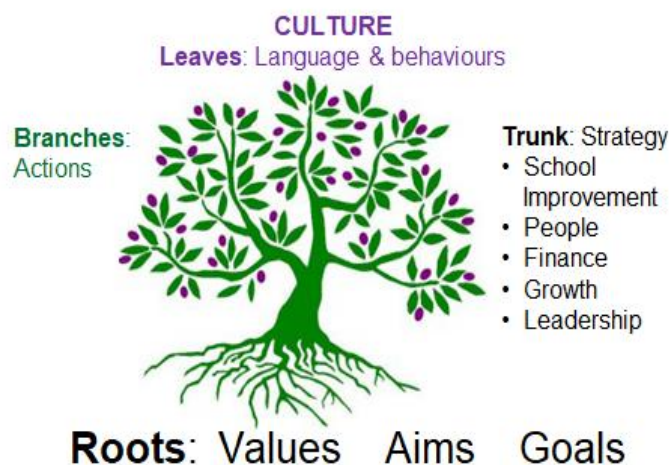 CULTURE
Leaves: Language & behaviours
Branches:
Actions
Trunk: Strategy
• School
Improvement
• People
• Finance
• Growth
• Leadership
Roots: Values Aims Goals